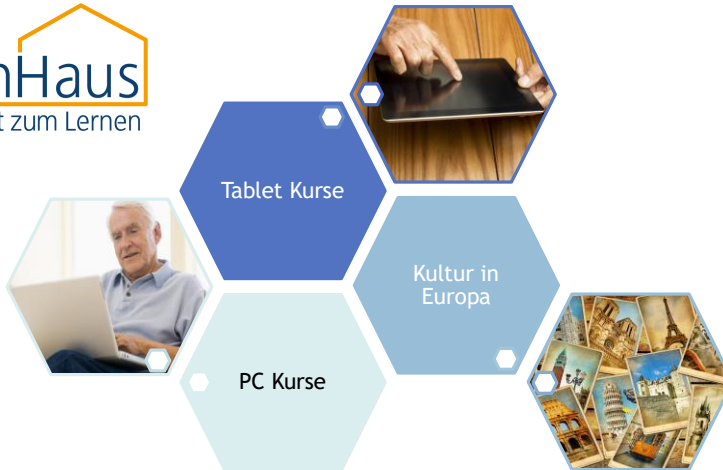 nHaus
t zum Lernen
Tablet Kurse
Kultur in
Europa
PC Kurse